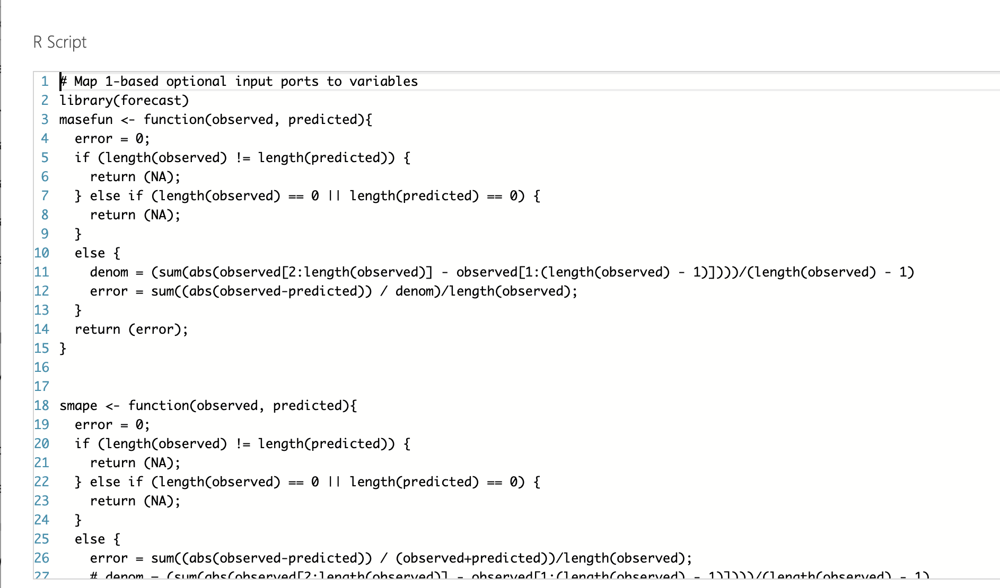 R Script
1 # Map 1-based optional input ports to variables
2 library(forecast)
3 masefun <- function(observed, predicted){
4   error = 0;
5   if (length(observed) != length(predicted)) {
6     return (NA);
7   } else if (length(observed) == 0 || length(predicted) == 0) {
8     return (NA);
9   }
10   else {
11     denom = (sum(abs(observed[2:length(observed)] - observed[1:(length(observed) - 1)])))/(length(observed) - 1)
12     error = sum((abs(observed-predicted)) / denom)/length(observed);
13   }
14   return (error);
15 }
16
17
18 smape <- function(observed, predicted){
19   error = 0;
20   if (length(observed) != length(predicted)) {
21     return (NA);
22   } else if (length(observed) == 0 || length(predicted) == 0) {
23     return (NA);
24   }
25   else {
26     error = sum((abs(observed-predicted)) / (observed+predicted))/length(observed);
27     # denom = (sum(abs(observed[2:length(observed)] - observed[1:(length(observed) - 1)])))/(length(observed) - 1)